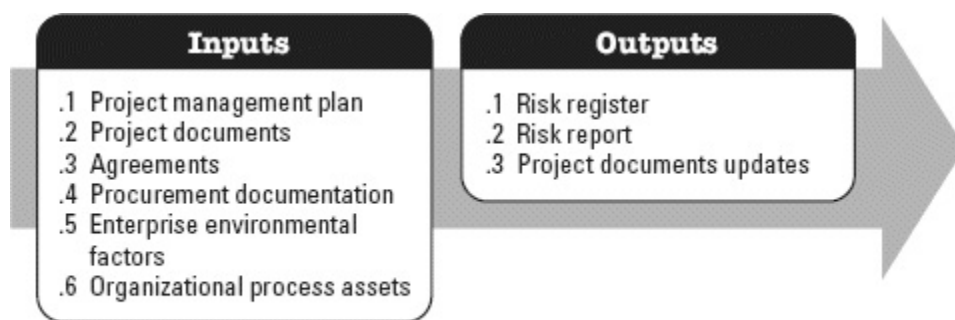 Inputs
.1 Project management plan
.2 Project documents
.3 Agreements
.4 Procurement documentation
.5 Enterprise environmental
factors
.6 Organizational process assets
Outputs
.1 Risk register
.2 Risk report
.3 Project documents updates